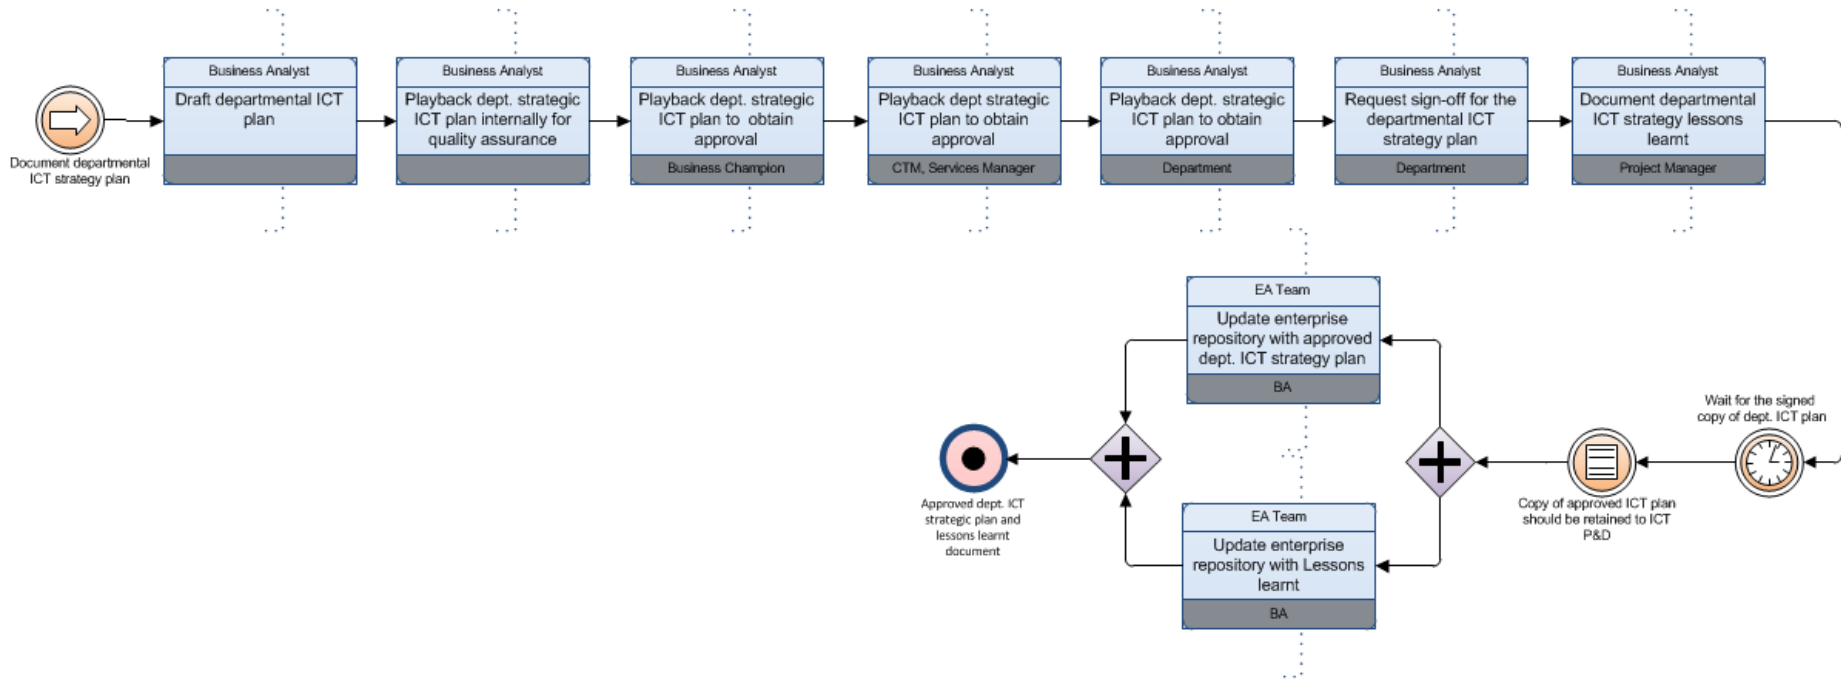 Document departmental
ICT strategy plan
Business Analyst
Draft departmental ICT
plan
Business Analyst
Playback dept. strategic
ICT plan internally for
quality assurance
Business Analyst
Playback dept. strategic
ICT plan to obtain
approval
Business Champion
Business Analyst
Playback dept strategic
ICT plan to obtain
approval
CTM, Services Manager
Business Analyst
Playback dept. strategic
ICT plan to obtain
approval
Department
Business Analyst
Request sign-off for the
departmental ICT
strategy plan
Department
Business Analyst
Document departmental
ICT strategy lessons
learnt
Project Manager
Wait for the signed
copy of dept. ICT plan
Copy of approved ICT plan
should be retained to ICT
P&D
EA Team
Update enterprise
repository with approved
dept. ICT strategy plan
BA
EA Team
Update enterprise
repository with Lessons
learnt
BA
Approved dept. ICT
strategic plan and
lessons learnt
document